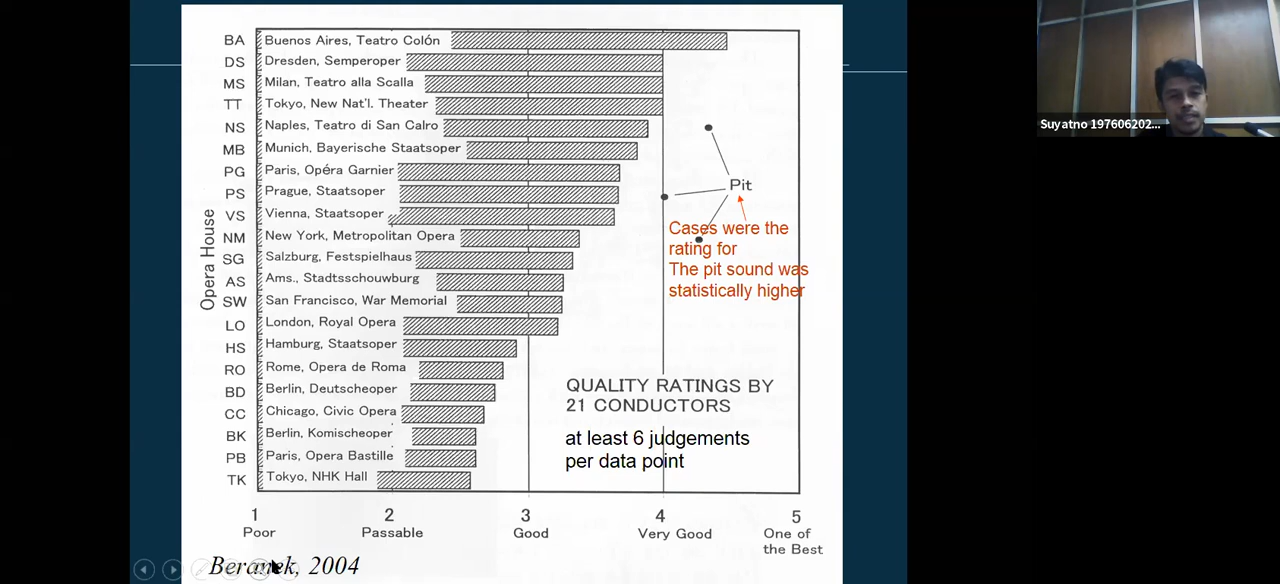 BA Buenos Aires, Teatro Colón
DS Dresden, Semperoper
MS Milan, Teatro alla Scalla
TT Tokyo, New Nat'l. Theater
NS Naples, Teatro di San Calro
MB Munich, Bayerische Staatsoper
PG Paris, Opéra Garnier
PS Prague, Staatsoper
VS Vienna, Staatsoper
NM New York, Metropolitan Opera
SG Salzburg, Festspielhaus
AS Ams., Stadtsschouwburg
SW San Francisco, War Memorial
LO London, Royal Opera
HS Hamburg, Staatsoper
RO Rome, Opera de Roma
BD Berlin, Deutscheoper
CC Chicago, Civic Opera
BK Berlin, Komischeoper
PB Paris, Opera Bastille
TK Tokyo, NHK Hall
Opera House
Pit
Cases were the
rating for
The pit sound was
statistically higher
QUALITY RATINGS BY
21 CONDUCTORS
at least 6 judgements
per data point
1 2 3 4 5
Poor Passable Good Very Good One of
the Best
Beranek, 2004
Suyatno 197606202...